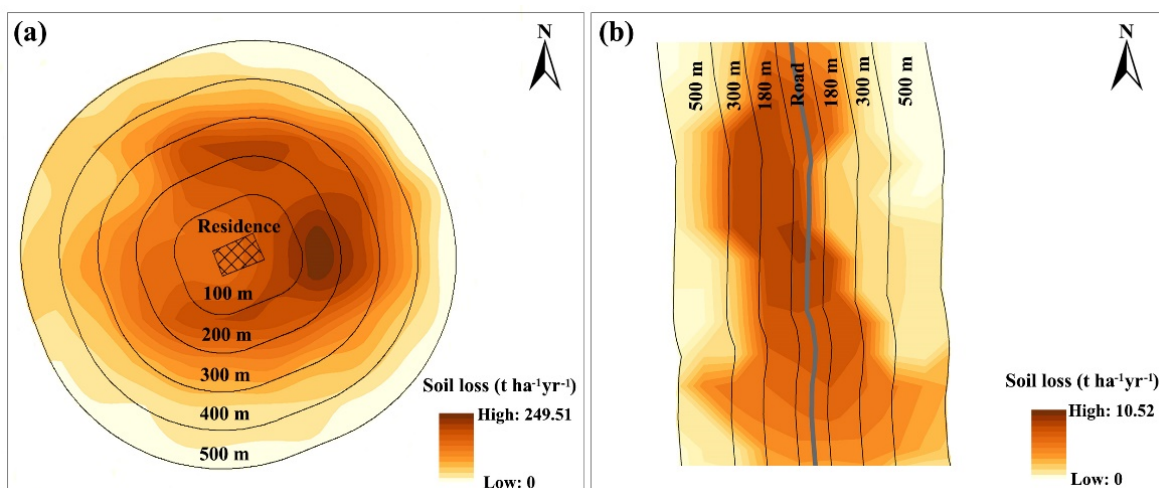 (a)
N
Residence
100 m
200 m
300 m
400 m
500 m
Soil loss (t ha⁻¹yr⁻¹)
High: 249.51
Low: 0
(b)
N
500 m
300 m
180 m
Road
180 m
300 m
500 m
Soil loss (t ha⁻¹yr⁻¹)
High: 10.52
Low: 0